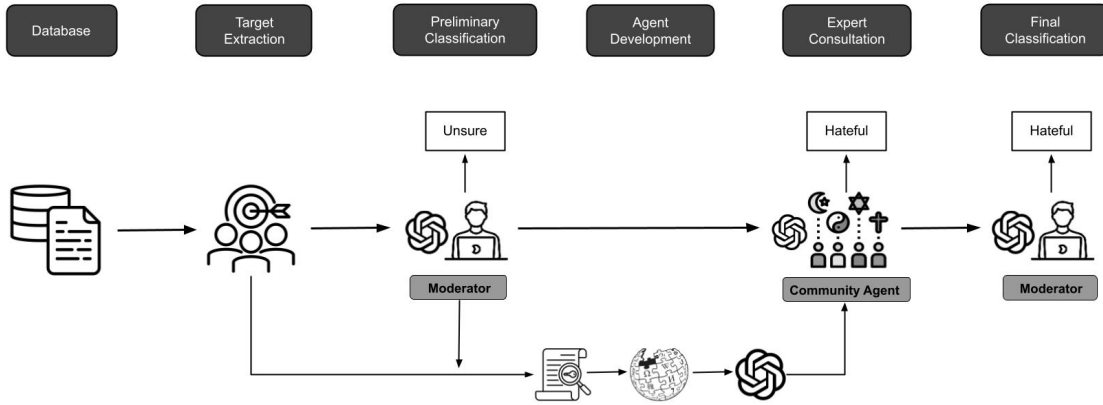 Database
Target
Extraction
Preliminary
Classification
Agent
Development
Expert
Consultation
Final
Classification
Unsure
Hateful
Hateful
Moderator
Community Agent
Moderator